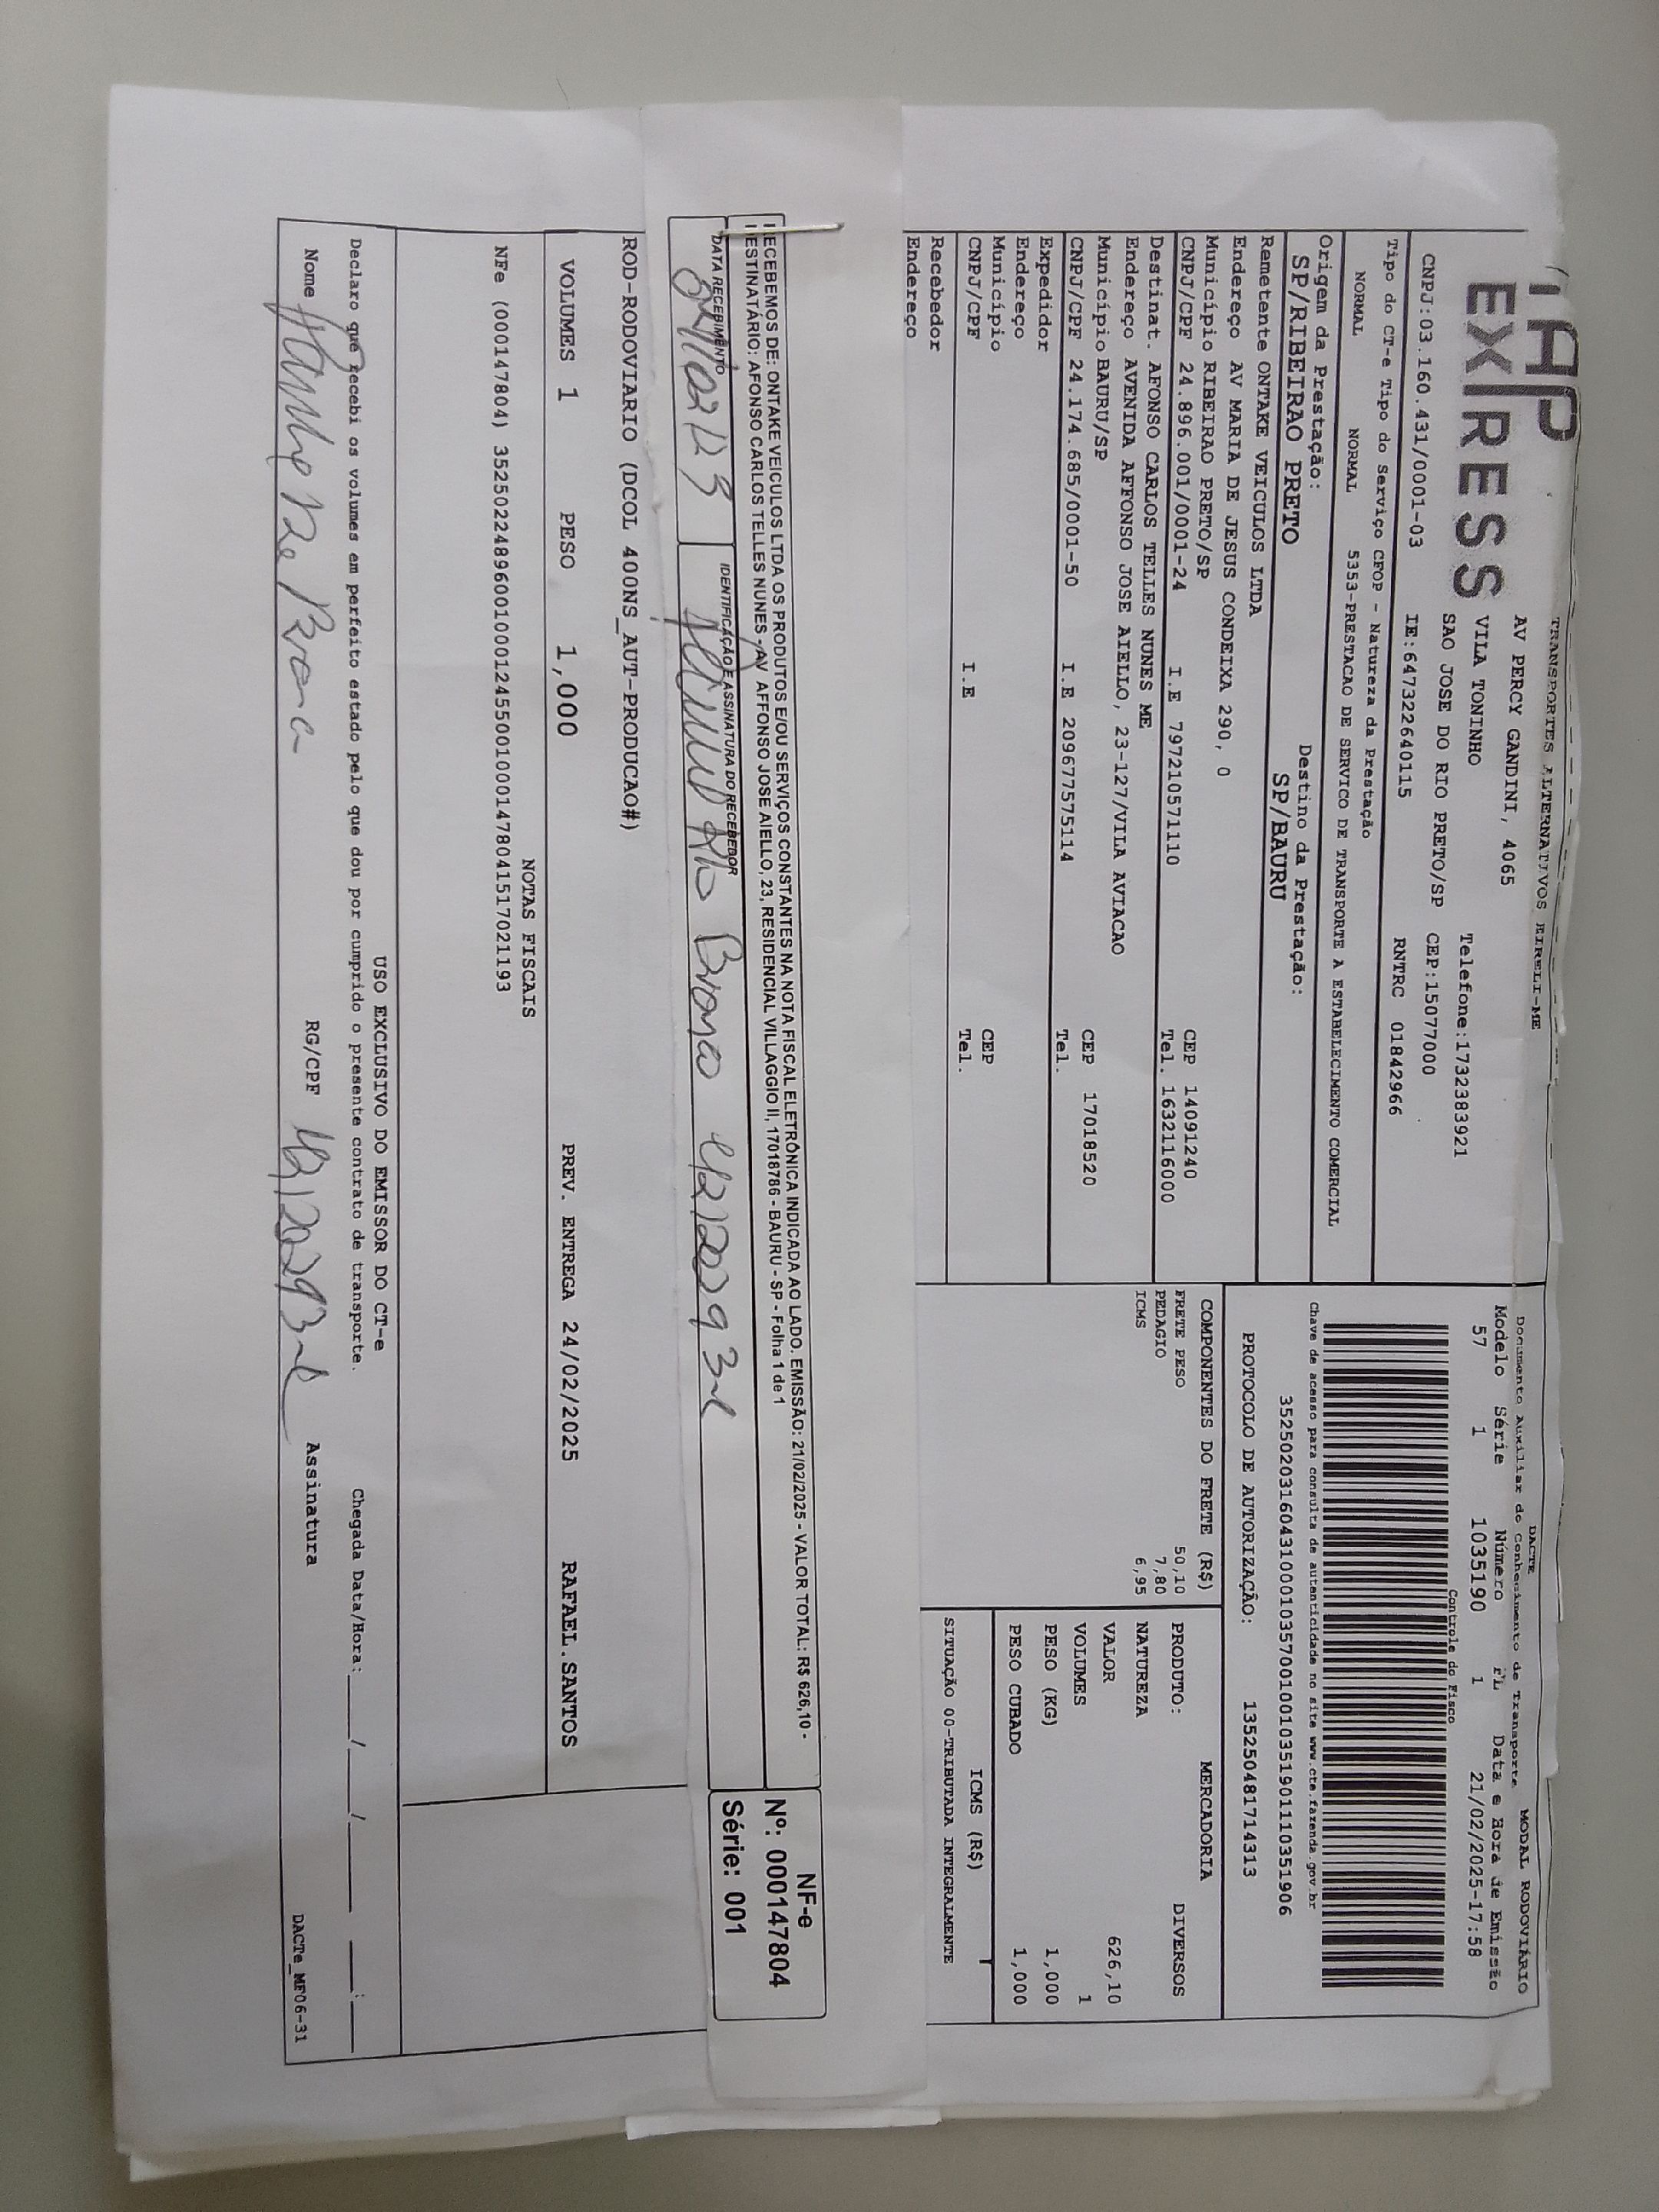 TAP
EXPRESS
TRANSPORTES ALTERNATIVOS EIRELI-ME
AV PERCY GANDINI, 4065
VILA TONINHO
Telefone:1732383921
SAO JOSE DO RIO PRETO/SP CEP:15077000
CNPJ:03.160.431/0001-03 IE:647322640115 RNTRC 01842966
Tipo do CT-e Tipo do Serviço CFOP - Natureza da Prestação
NORMAL NORMAL 5353-PRESTACAO DE SERVICO DE TRANSPORTE A ESTABELECIMENTO COMERCIAL
Origem da Prestação: Destino da Prestação:
SP/RIBEIRAO PRETO SP/BAURU
DACTE MODAL RODOVIÁRIO
Documento Auxiliar do Conhecimento de Transporte
Modelo Série Número FL Data e Hora de Emissão
57 1 1035190 1 21/02/2025-17:58
Controle do Fisco
Chave de acesso para consulta de autenticidade no site www.cte.fazenda.gov.br
35250203160431000103570010010351901110351906
PROTOCOLO DE AUTORIZAÇÃO: 135250481714313
Remetente ONTAKE VEICULOS LTDA
Endereço AV MARIA DE JESUS CONDEIXA 290, 0
Município RIBEIRAO PRETO/SP CEP 14091240
CNPJ/CPF 24.896.001/0001-24 I.E 797210571110 Tel. 1632116000
Destinat. AFONSO CARLOS TELLES NUNES ME
Endereço AVENIDA AFFONSO JOSE AIELLO, 23-127/VILA AVIACAO
Município BAURU/SP CEP 17018520
CNPJ/CPF 24.174.685/0001-50 I.E 209677575114 Tel.
Expedidor
Endereço
Município CEP
CNPJ/CPF I.E Tel.
Recebedor
Endereço
COMPONENTES DO FRETE (R$)
FRETE PESO 50,10
PEDAGIO 7,80
ICMS 6,95
MERCADORIA
PRODUTO: DIVERSOS
NATUREZA
VALOR 626,10
VOLUMES 1
PESO (KG) 1,000
PESO CUBADO 1,000
ICMS (R$)
SITUAÇÃO 00-TRIBUTADA INTEGRALMENTE
RECEBEMOS DE: ONTAKE VEICULOS LTDA OS PRODUTOS E/OU SERVIÇOS CONSTANTES NA NOTA FISCAL ELETRÔNICA INDICADA AO LADO. EMISSÃO: 21/02/2025 - VALOR TOTAL: R$ 626,10 -
DESTINATÁRIO: AFONSO CARLOS TELLES NUNES - AV AFFONSO JOSE AIELLO, 23, RESIDENCIAL VILLAGGIO II, 17018786 - BAURU - SP - Folha 1 de 1
DATA RECEBIMENTO IDENTIFICAÇÃO E ASSINATURA DO RECEBEDOR
NF-e
Nº: 000147804
Série: 001
ROD-RODOVIARIO (DCOL 400NS_AUT-PRODUCAO#)
VOLUMES 1 PESO 1,000 PREV. ENTREGA 24/02/2025 RAFAEL.SANTOS
NOTAS FISCAIS
NFe (000147804) 35250224896001000124550010001478041517021193
USO EXCLUSIVO DO EMISSOR DO CT-e
Declaro que recebi os volumes em perfeito estado pelo que dou por cumprido o presente contrato de transporte. Chegada Data/Hora:____/____/____ ____:____
Nome RG/CPF Assinatura
DACTe_MF06-31